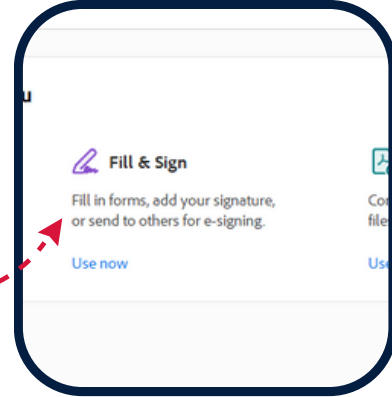 u
Fill & Sign
Fill in forms, add your signature,
or send to others for e-signing.
Use now